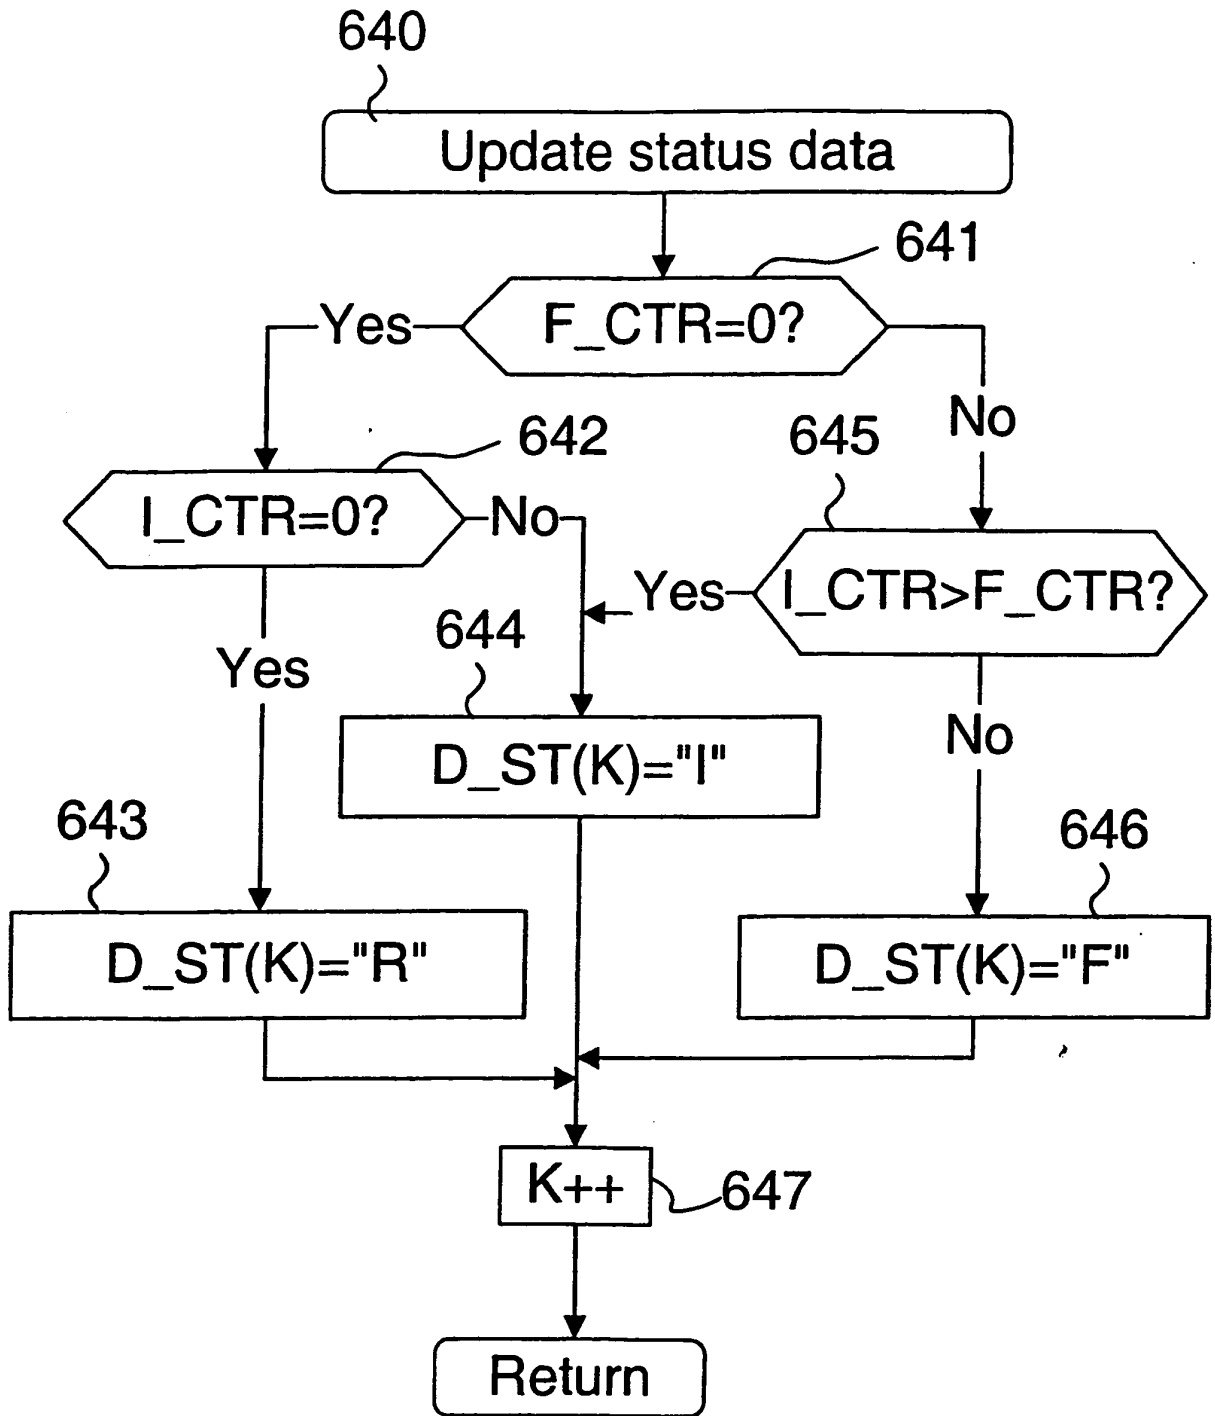 640
Update status data
641
F_CTR=0?
Yes
No
642
645
I_CTR=0?
No
I_CTR>F_CTR?
Yes
644
Yes
No
D_ST(K)="I"
643
646
D_ST(K)="R"
D_ST(K)="F"
K++
647
Return